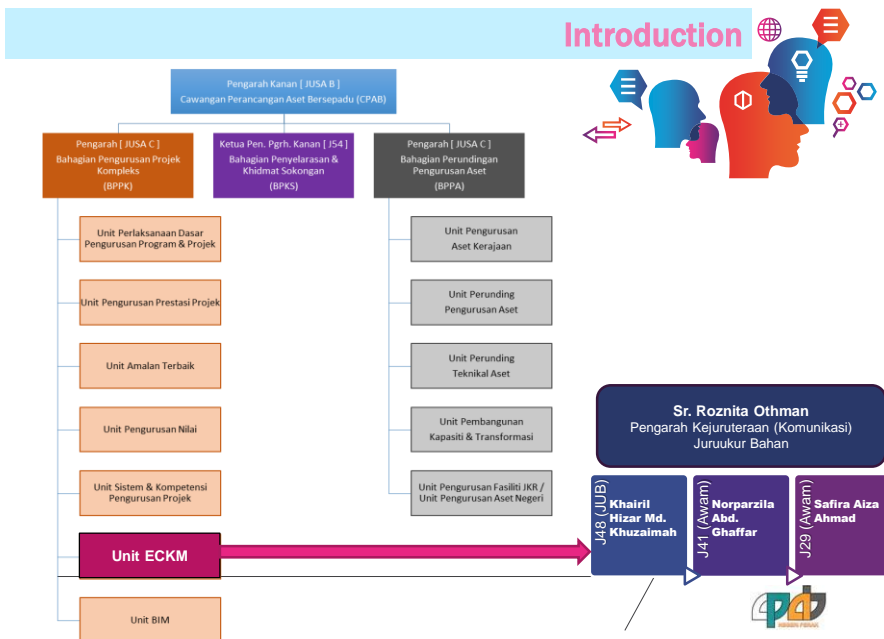 Introduction
Pengarah Kanan [ JUSA B ]
Cawangan Perancangan Aset Bersepadu (CPAB)
Pengarah [ JUSA C ]
Bahagian Pengurusan Projek
Kompleks
(BPPK)
Ketua Pen. Pgrh. Kanan [ J54 ]
Bahagian Penyelarasan &
Khidmat Sokongan
(BPKS)
Pengarah [ JUSA C ]
Bahagian Perundingan
Pengurusan Aset
(BPPA)
Unit Perlaksanaan Dasar
Pengurusan Program & Projek
Unit Pengurusan Prestasi Projek
Unit Amalan Terbaik
Unit Pengurusan Nilai
Unit Sistem & Kompetensi
Pengurusan Projek
Unit ECKM
Unit BIM
Unit Pengurusan
Aset Kerajaan
Unit Perunding
Pengurusan Aset
Unit Perunding
Teknikal Aset
Unit Pembangunan
Kapasiti & Transformasi
Unit Pengurusan Fasiliti JKR /
Unit Pengurusan Aset Negeri
Sr. Roznita Othman
Pengarah Kejuruteraan (Komunikasi)
Juruukur Bahan
J48 (JUB)
Khairil
Hizar Md.
Khuzaimah
J41 (Awam)
Norparzila
Abd.
Ghaffar
J29 (Awam)
Safira Aiza
Ahmad